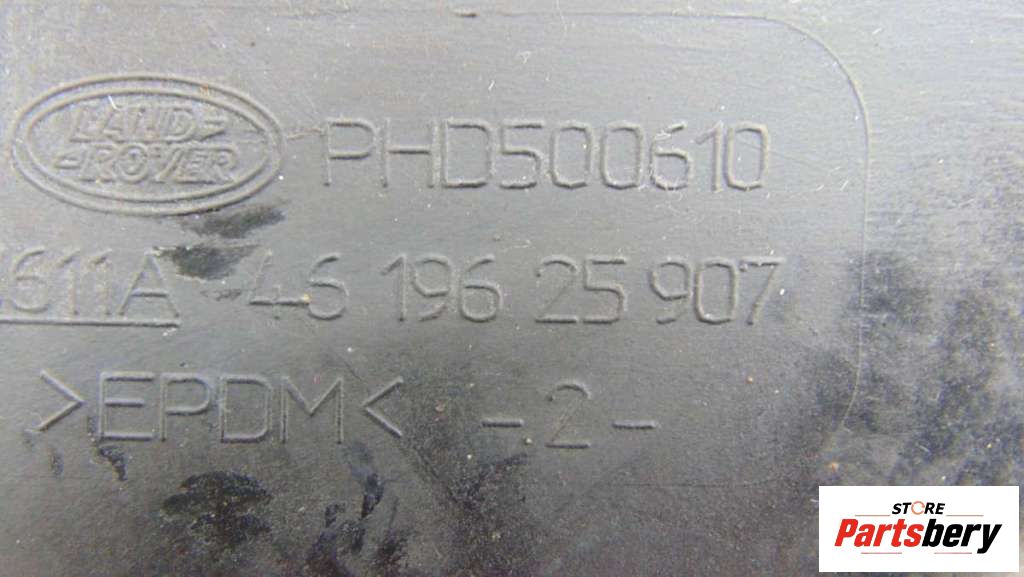 LAND
ROVER
PHD500610
611A 46 196 25 907
>EPDM< -2-
STORE
Partsbery